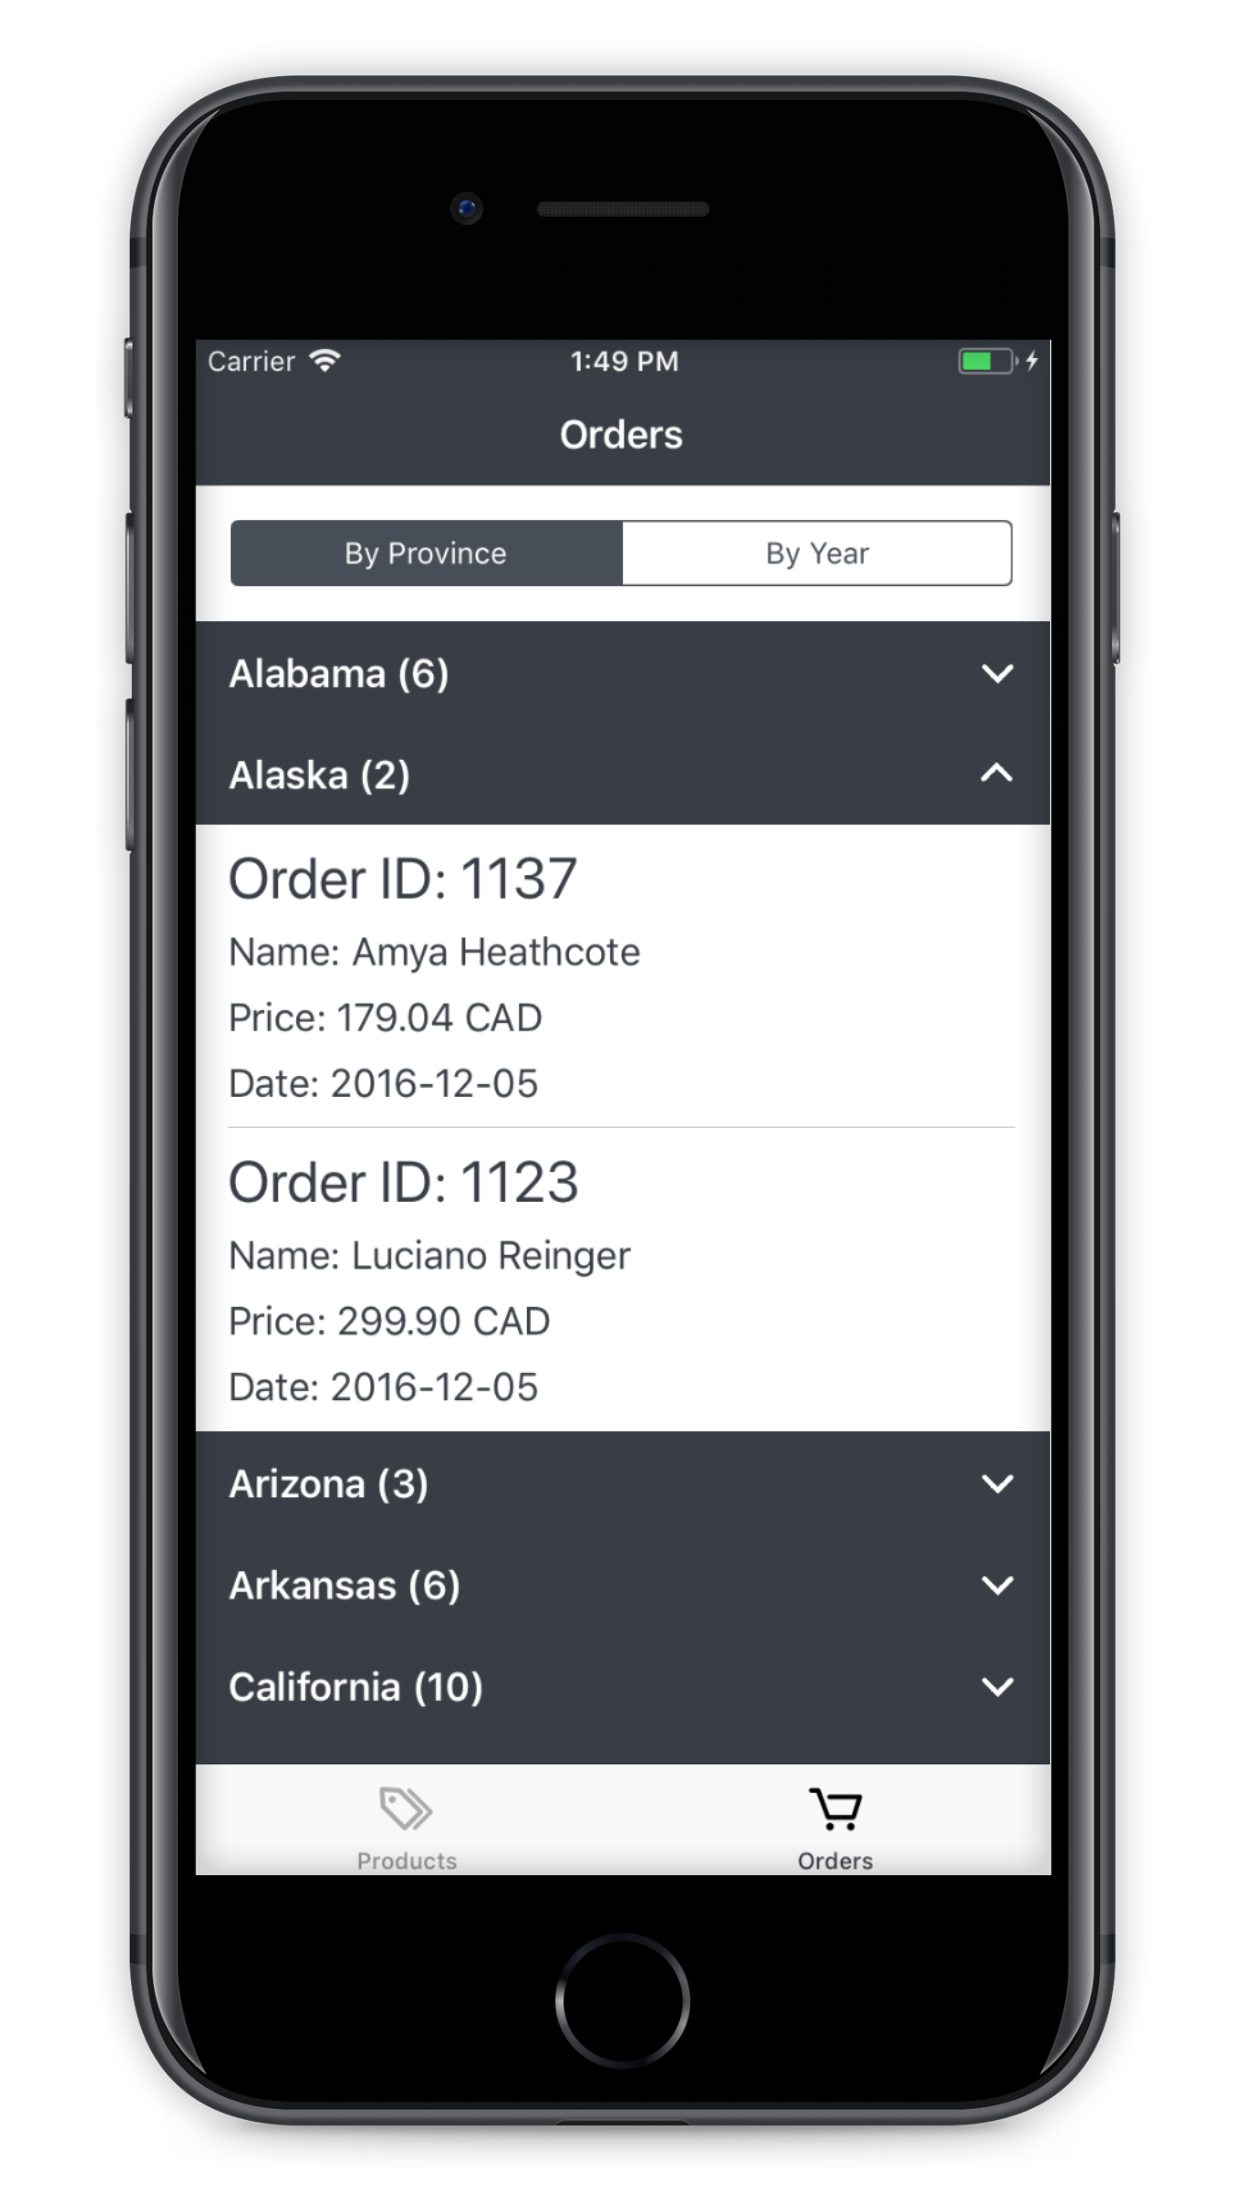 Carrier
1:49 PM
Orders
By Province
By Year
Alabama (6)
Alaska (2)
Order ID: 1137
Name: Amya Heathcote
Price: 179.04 CAD
Date: 2016-12-05
Order ID: 1123
Name: Luciano Reinger
Price: 299.90 CAD
Date: 2016-12-05
Arizona (3)
Arkansas (6)
California (10)
Products
Orders